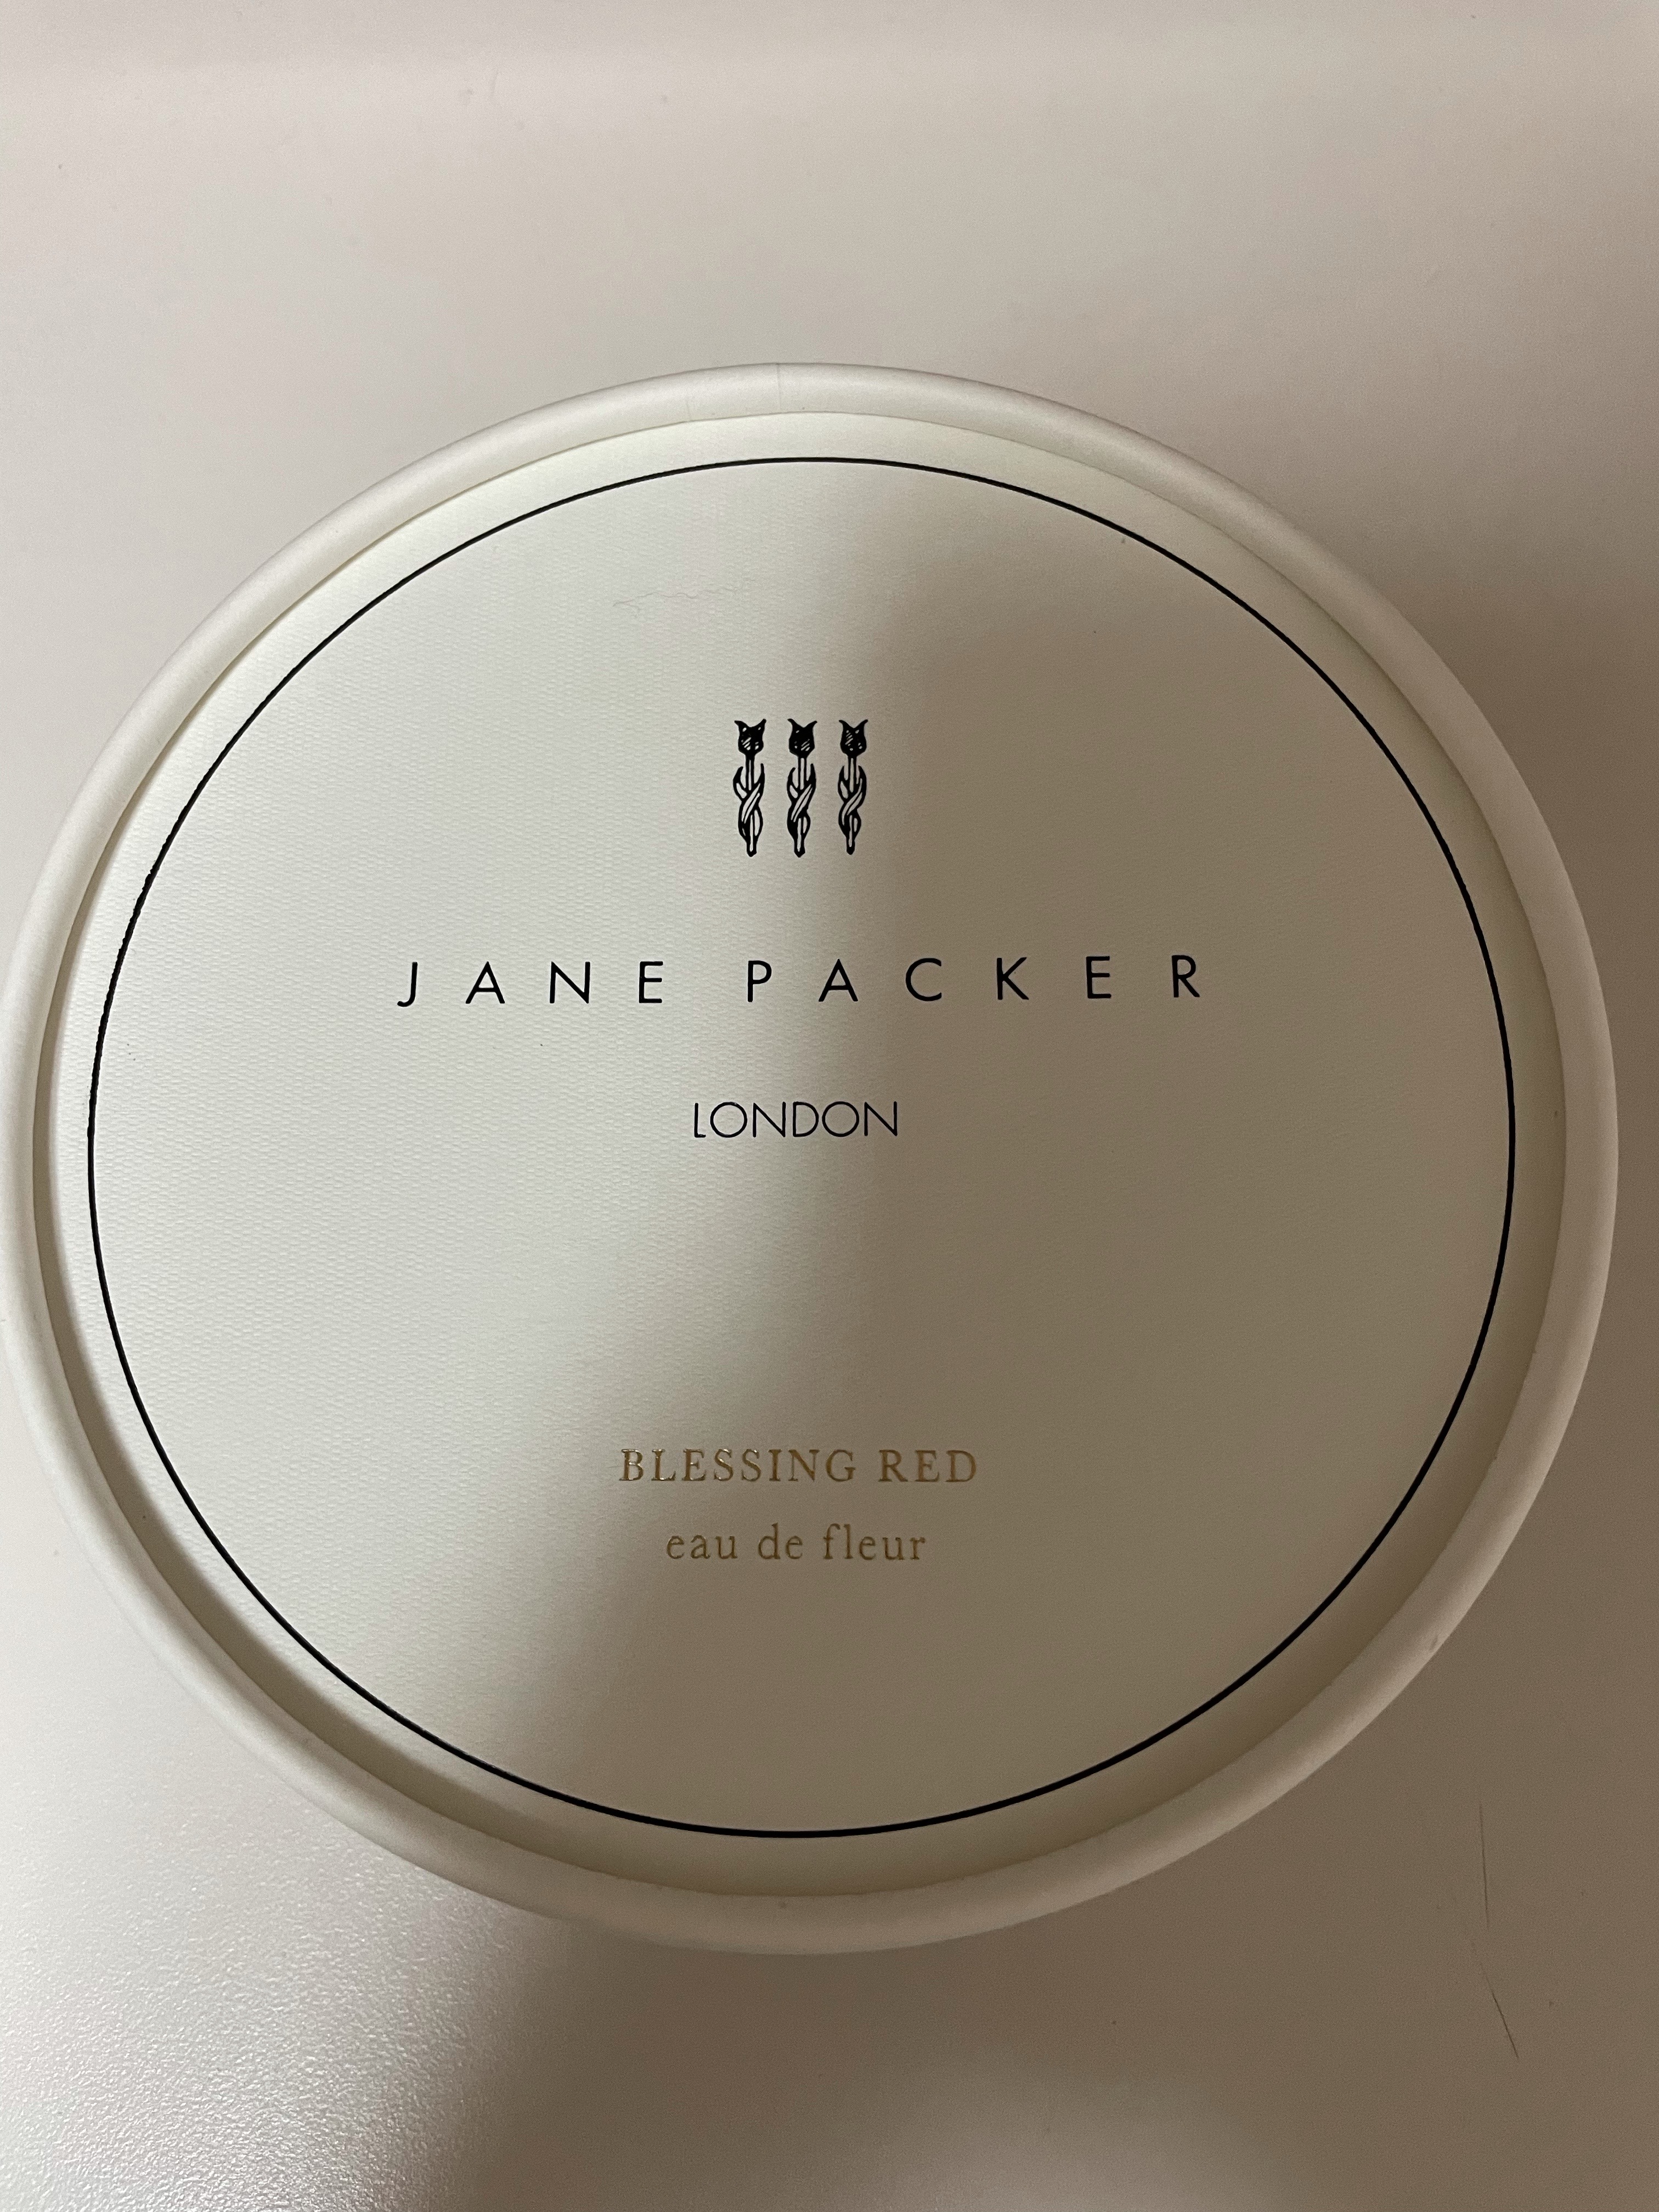 JANE PACKER
LONDON
BLESSING RED
eau de fleur